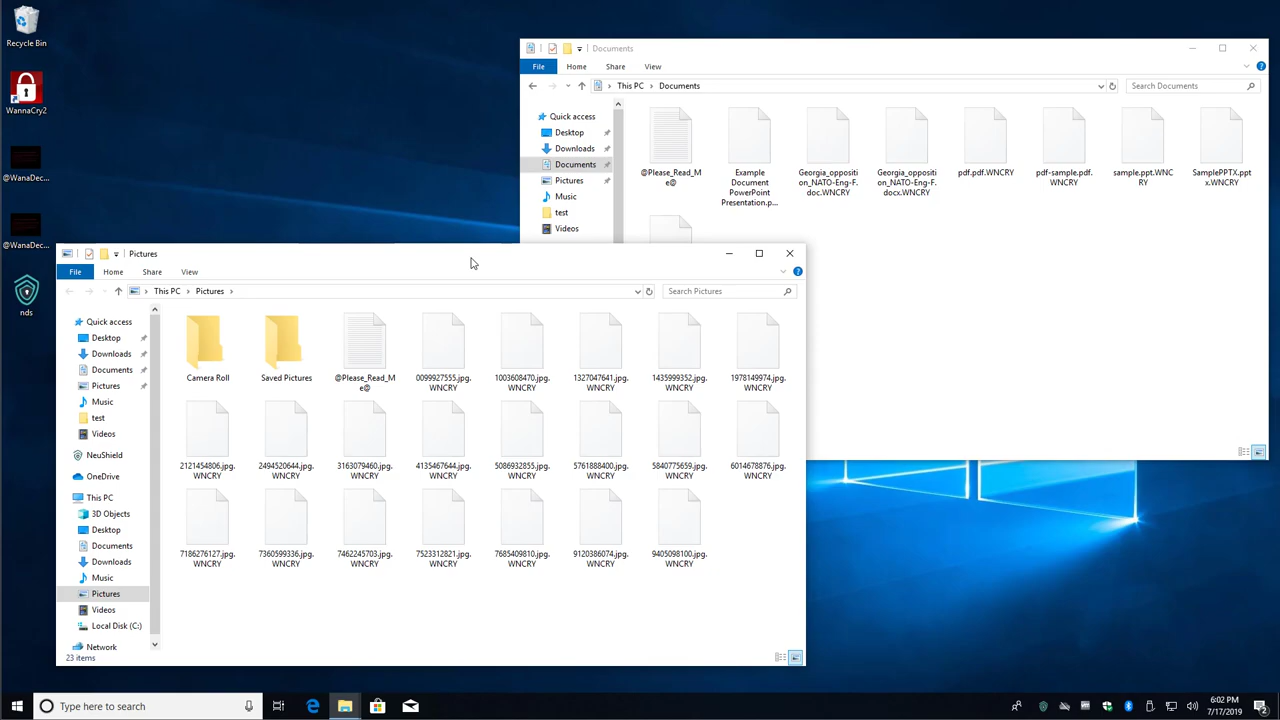 Recycle Bin
WannaCry2
@WanaDec...
@WanaDec...
nds
Documents
File Home Share View
This PC Documents
Search Documents
Quick access
Desktop
Downloads
Documents
Pictures
Music
test
Videos
@Please_Read_M
e@
Example
Document
PowerPoint
Presentation.p...
Georgia_oppositi
on_NATO-Eng-F.
doc.WNCRY
Georgia_oppositi
on_NATO-Eng-F.
docx.WNCRY
pdf.pdf.WNCRY
pdf-sample.pdf.
WNCRY
sample.ppt.WNC
RY
SamplePPTX.ppt
x.WNCRY
Pictures
File Home Share View
This PC Pictures
Search Pictures
Quick access
Desktop
Downloads
Documents
Pictures
Music
test
Videos
NeuShield
OneDrive
This PC
3D Objects
Desktop
Documents
Downloads
Music
Pictures
Videos
Local Disk (C:)
Network
Camera Roll
Saved Pictures
@Please_Read_M
e@
0099927555.jpg.
WNCRY
1003608470.jpg.
WNCRY
1327047641.jpg.
WNCRY
1435999352.jpg.
WNCRY
1978149974.jpg.
WNCRY
2121454806.jpg.
WNCRY
2494520644.jpg.
WNCRY
3163079460.jpg.
WNCRY
4135467644.jpg.
WNCRY
5086932855.jpg.
WNCRY
5761888400.jpg.
WNCRY
5840775659.jpg.
WNCRY
6014678876.jpg.
WNCRY
7186276127.jpg.
WNCRY
7360599336.jpg.
WNCRY
7462245703.jpg.
WNCRY
7523312821.jpg.
WNCRY
7685409810.jpg.
WNCRY
9120386074.jpg.
WNCRY
9405098100.jpg.
WNCRY
23 items
Type here to search
6:02 PM
7/17/2019
2